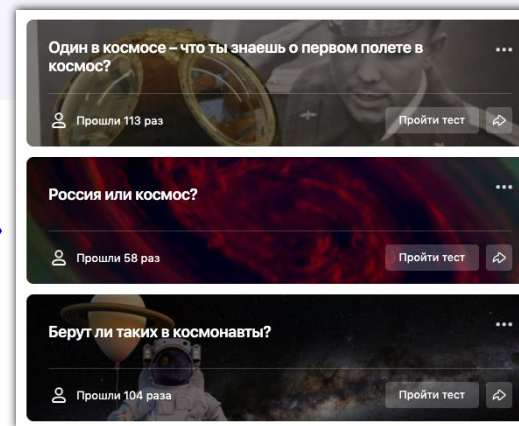 Один в космосе – что ты знаешь о первом полете в
космос?
Прошли 113 раз
Пройти тест
Россия или космос?
Прошли 58 раз
Пройти тест
Берут ли таких в космонавты?
Прошли 104 раза
Пройти тест